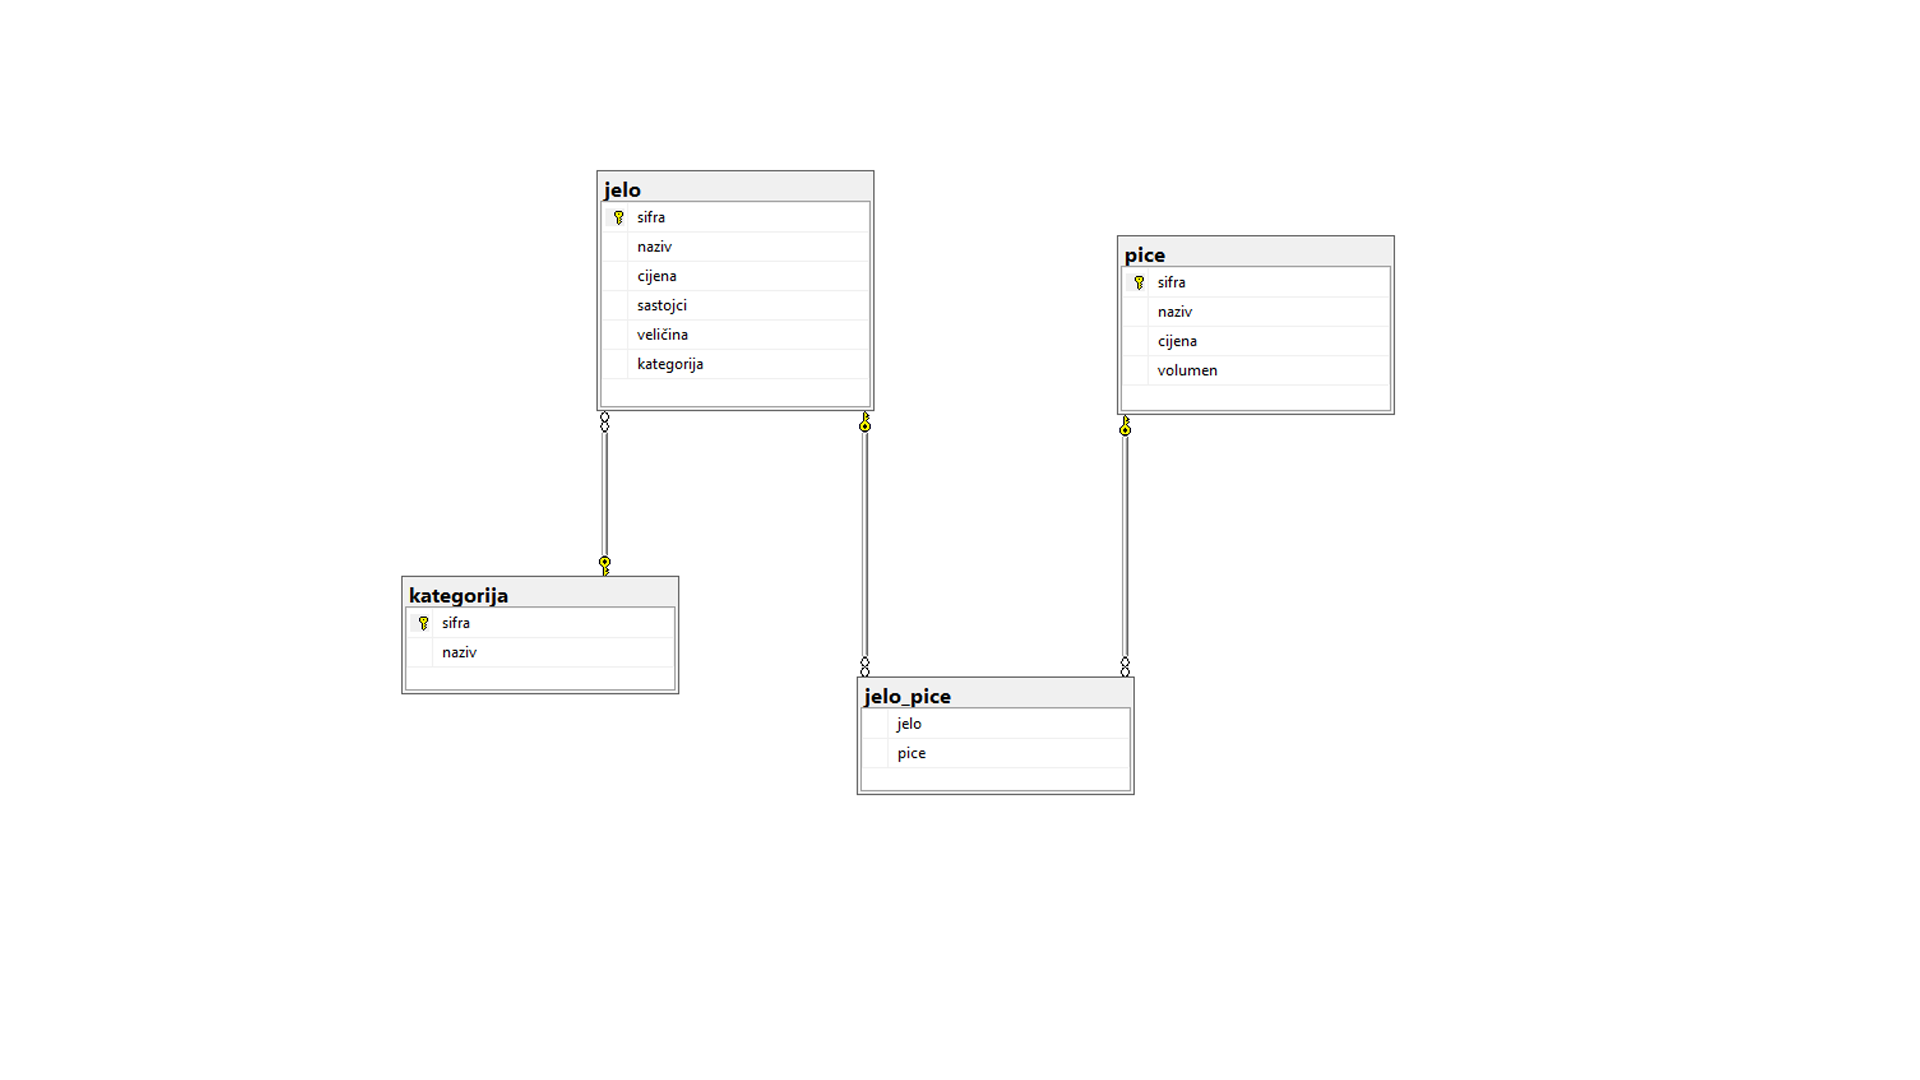 jelo
sifra
naziv
cijena
sastojci
veličina
kategorija
pice
sifra
naziv
cijena
volumen
kategorija
sifra
naziv
jelo_pice
jelo
pice